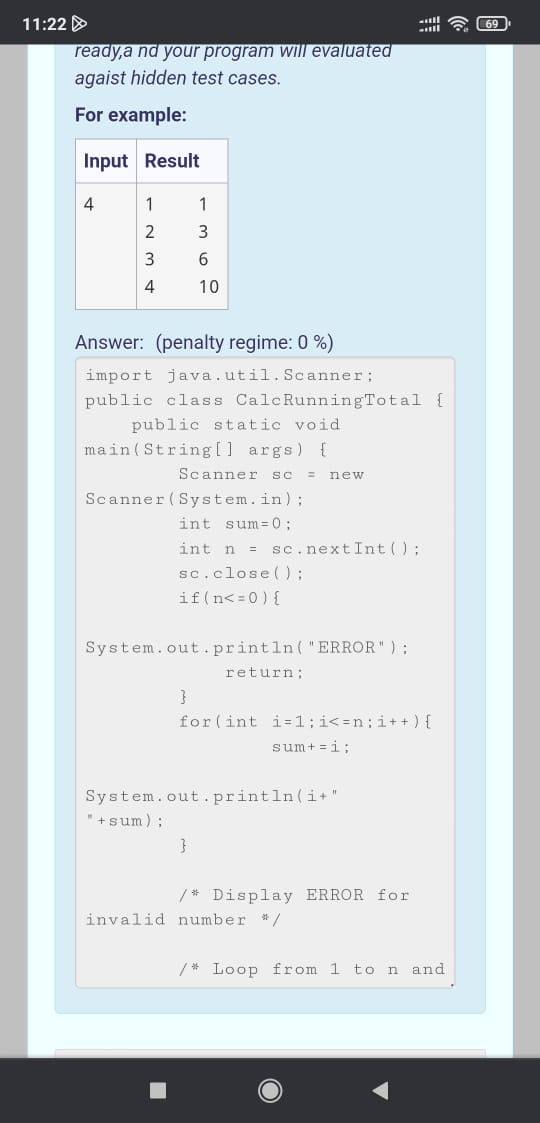 11:22
69
ready,a nd your program will evaluated
agaist hidden test cases.
For example:
Input Result
4 1 1
2 3
3 6
4 10
Answer: (penalty regime: 0 %)
import java.util.Scanner;
public class CalcRunningTotal {
public static void
main(String[] args) {
Scanner sc = new
Scanner(System.in);
int sum=0;
int n = sc.nextInt();
sc.close();
if(n<=0){
System.out.println("ERROR");
return;
}
for(int i=1;i<=n;i++){
sum+=i;
System.out.println(i+"
"+sum);
}
/* Display ERROR for
invalid number */
/* Loop from 1 to n and